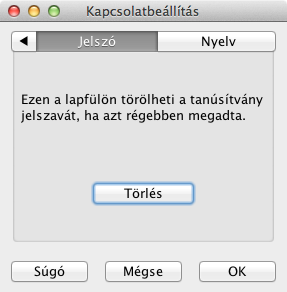 Kapcsolatbeállítás
Jelszó
Nyelv
Ezen a lapfülön törölheti a tanúsítvány
jelszavát, ha azt régebben megadta.
Törlés
Súgó
Mégse
OK